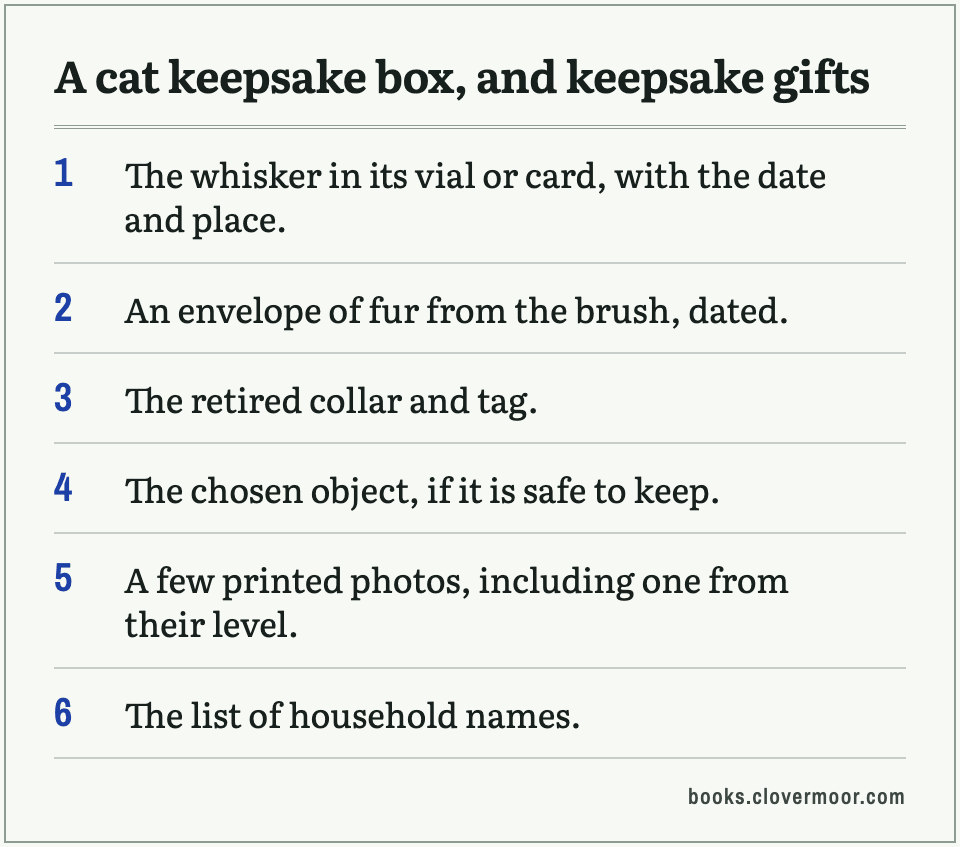 A cat keepsake box, and keepsake gifts
1 The whisker in its vial or card, with the date
and place.
2 An envelope of fur from the brush, dated.
3 The retired collar and tag.
4 The chosen object, if it is safe to keep.
5 A few printed photos, including one from
their level.
6 The list of household names.
books.clovermoor.com